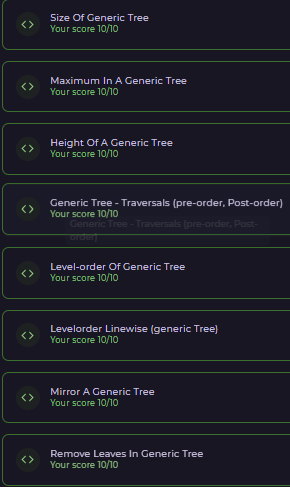 Size Of Generic Tree
Your score 10/10
Maximum In A Generic Tree
Your score 10/10
Height Of A Generic Tree
Your score 10/10
Generic Tree - Traversals (pre-order, Post-order)
Your score 10/10
Generic Tree - Traversals (pre-order, Post-
order)
Level-order Of Generic Tree
Your score 10/10
Levelorder Linewise (generic Tree)
Your score 10/10
Mirror A Generic Tree
Your score 10/10
Remove Leaves In Generic Tree
Your score 10/10